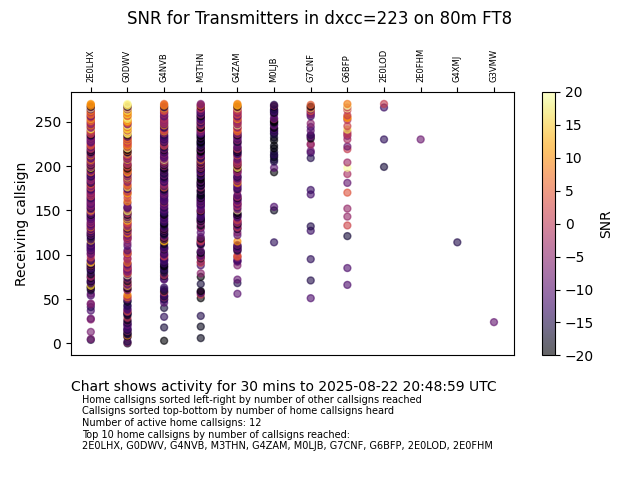 SNR for Transmitters in dxcc=223 on 80m FT8
2E0LHX G0DWV G4NVB M3THN G4ZAM M0LJB G7CNF G6BFP 2E0LOD 2E0FHM G4XMJ G3VMW
Receiving callsign
250
200
150
100
50
0
20
15
10
5
0
−5
−10
−15
−20
SNR
Chart shows activity for 30 mins to 2025-08-22 20:48:59 UTC
Home callsigns sorted left-right by number of other callsigns reached
Callsigns sorted top-bottom by number of home callsigns heard
Number of active home callsigns: 12
Top 10 home callsigns by number of callsigns reached:
2E0LHX, G0DWV, G4NVB, M3THN, G4ZAM, M0LJB, G7CNF, G6BFP, 2E0LOD, 2E0FHM